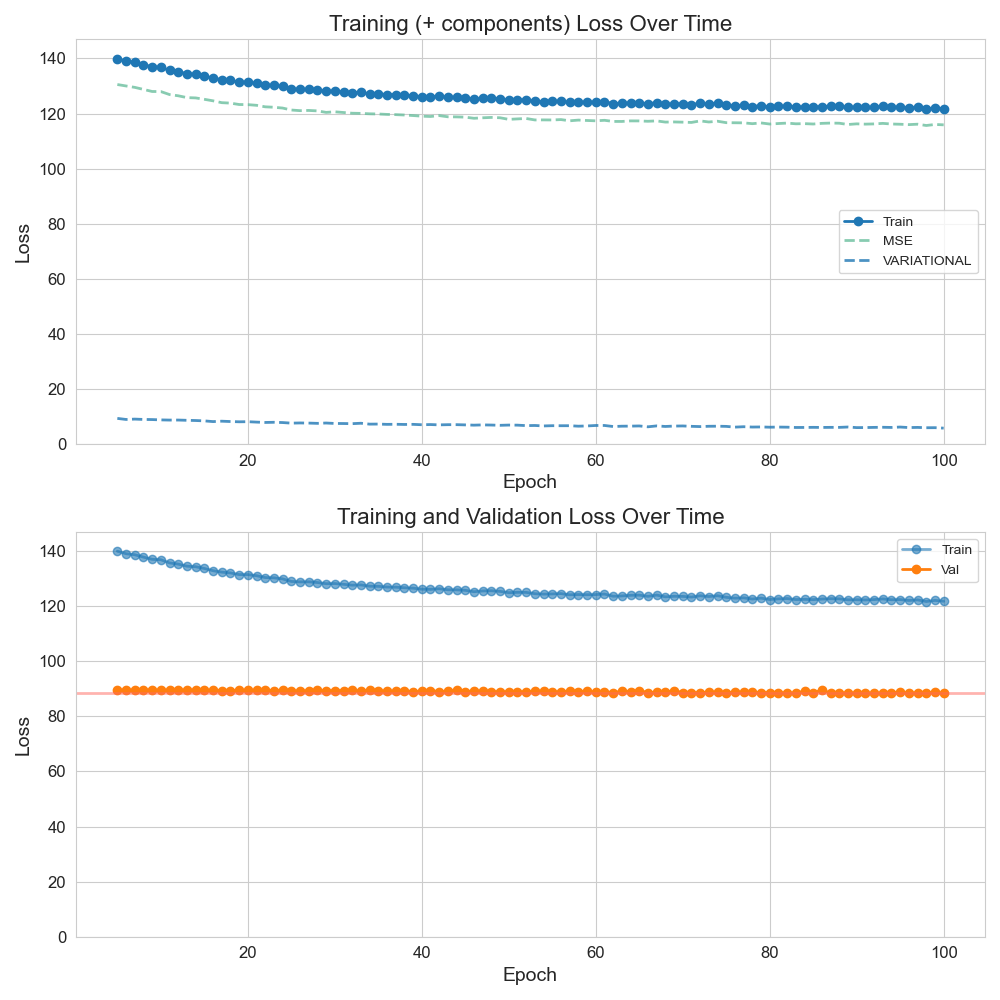 Training (+ components) Loss Over Time
140
120
100
80
60
40
20
0
Loss
Train
MSE
VARIATIONAL
20 40 60 80 100
Epoch
Training and Validation Loss Over Time
140
120
100
80
60
40
20
0
Loss
Train
Val
20 40 60 80 100
Epoch